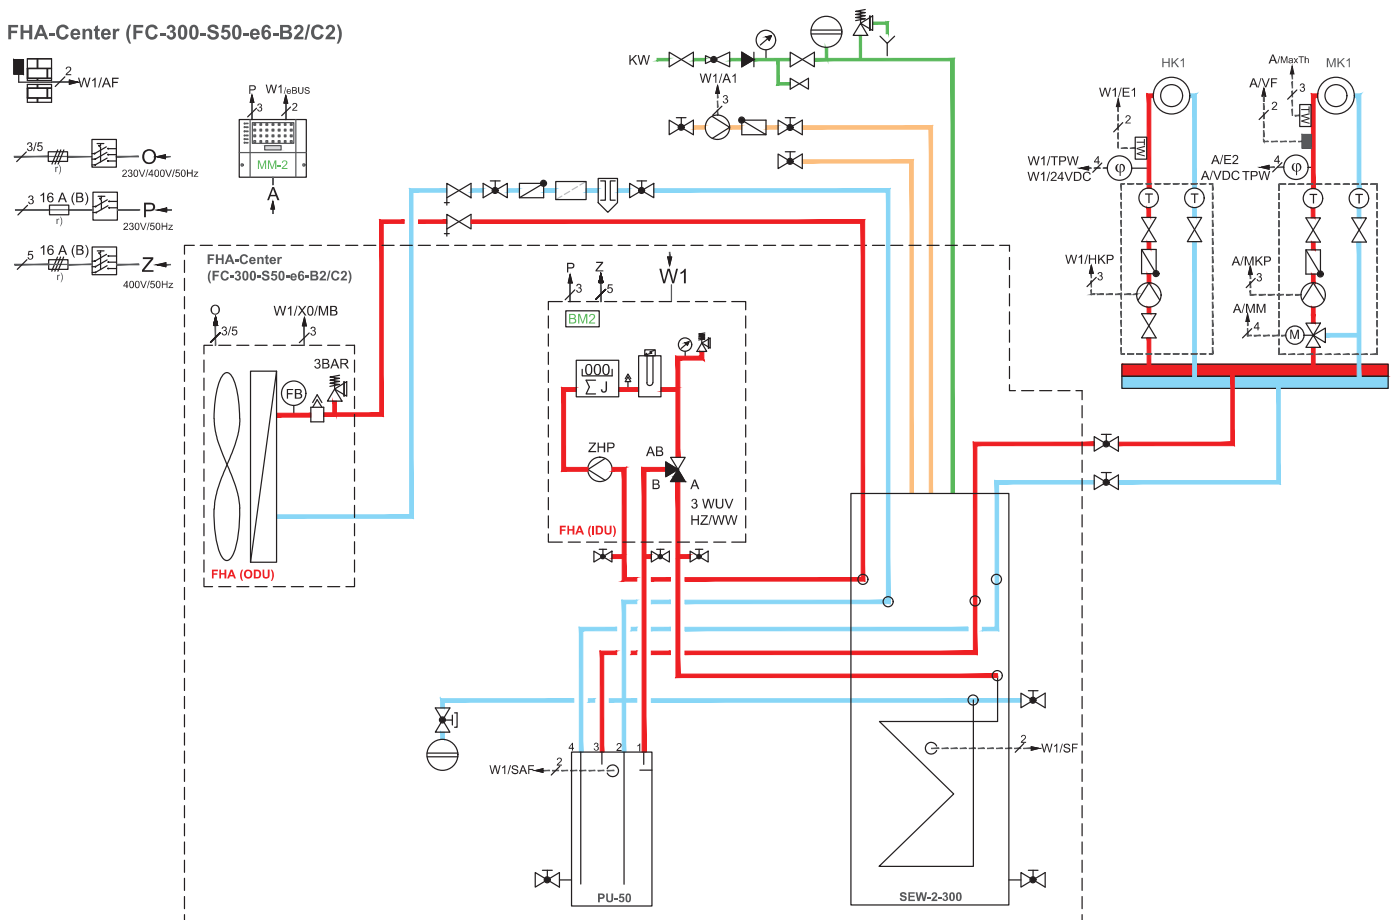 FHA-Center (FC-300-S50-e6-B2/C2)
2
W1/AF
P
W1/eBUS
3
2
MM-2
A
3/5
r)
O
230V/400V/50Hz
3
16 A (B)
r)
P
230V/50Hz
5
16 A (B)
r)
Z
400V/50Hz
KW
W1/A1
3
HK1
W1/E1
2
W1/TPW
W1/24VDC
4
φ
T
T
W1/HKP
3
A/MaxTh
MK1
A/VF
3
2
A/E2
A/VDC TPW
4
φ
T
T
A/MKP
3
A/MM
4
M
FHA-Center
(FC-300-S50-e6-B2/C2)
O
3/5
W1/X0/MB
3
3BAR
FB
FHA (ODU)
P
3
Z
5
W1
BM2
000
∑ J
ZHP
AB
B
A
3 WUV
HZ/WW
FHA (IDU)
4
3
2
1
W1/SAF
2
PU-50
2
W1/SF
SEW-2-300